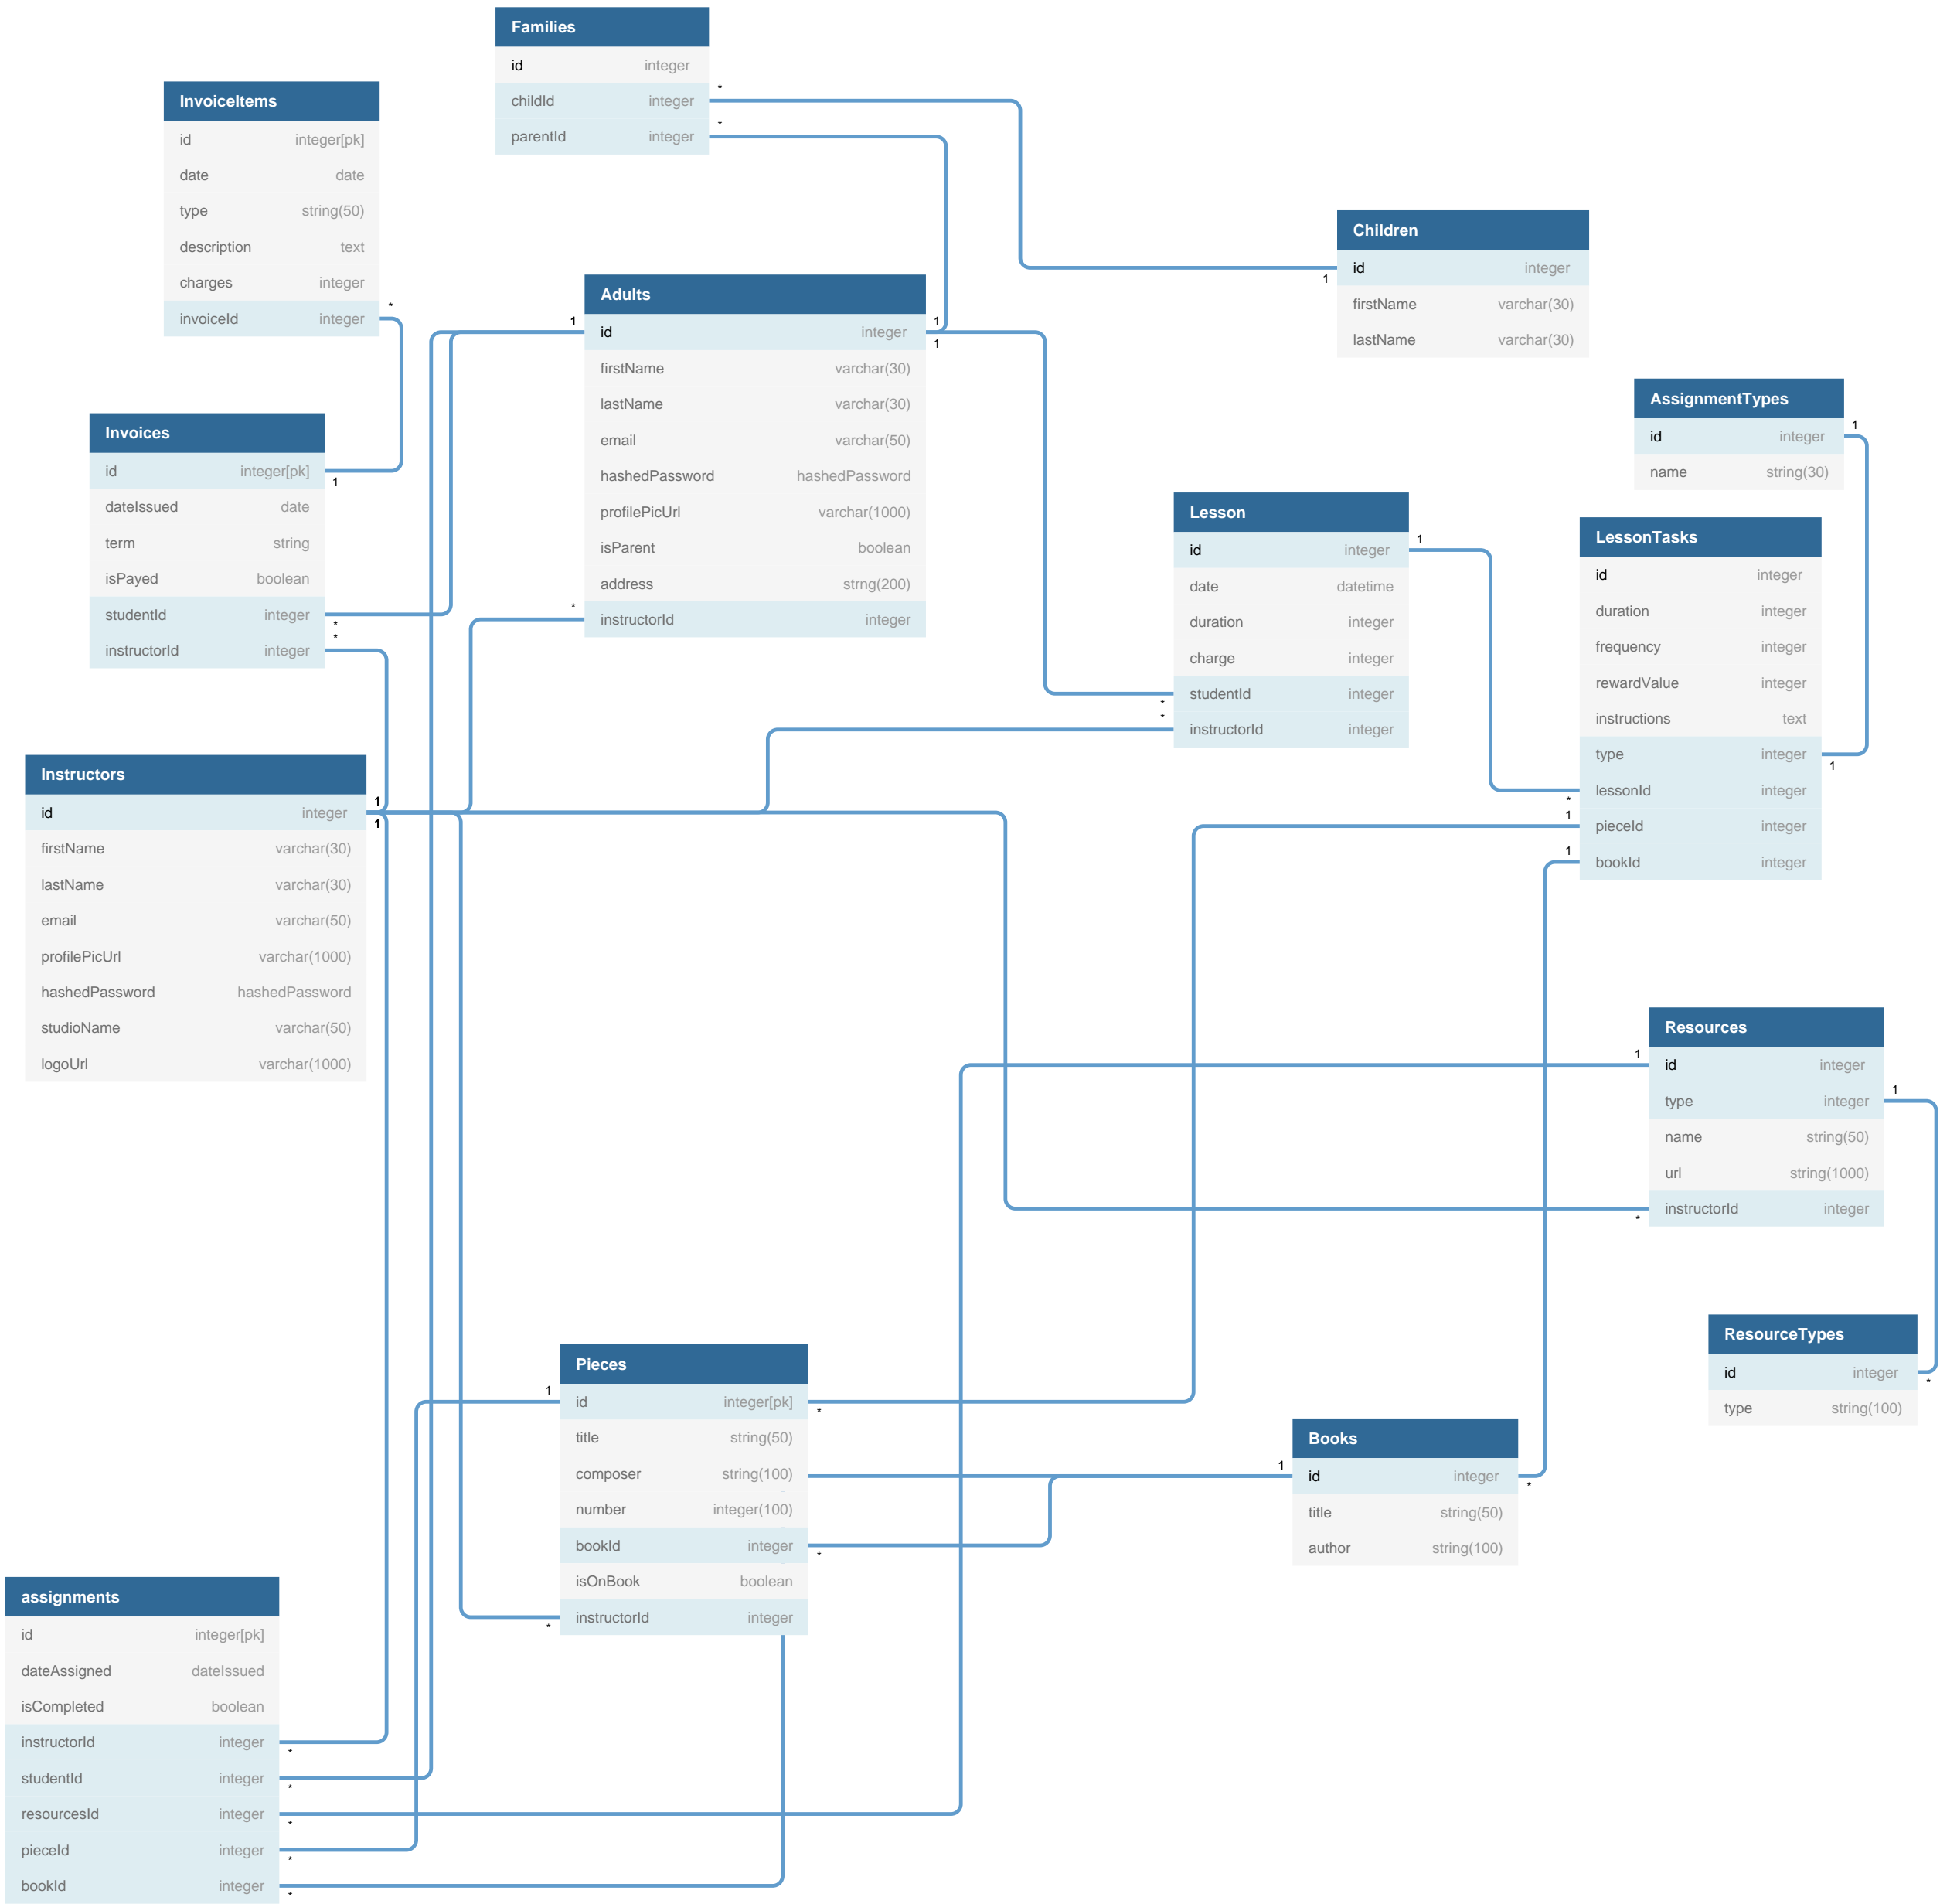 Families
id integer
childId integer
parentId integer
InvoiceItems
id integer[pk]
date date
type string(50)
description text
charges integer
invoiceId integer
Children
id integer
firstName varchar(30)
lastName varchar(30)
Adults
id integer
firstName varchar(30)
lastName varchar(30)
email varchar(50)
hashedPassword hashedPassword
profilePicUrl varchar(1000)
isParent boolean
address strng(200)
instructorId integer
AssignmentTypes
id integer
name string(30)
Invoices
id integer[pk]
dateIssued date
term string
isPayed boolean
studentId integer
instructorId integer
Lesson
id integer
date datetime
duration integer
charge integer
studentId integer
instructorId integer
LessonTasks
id integer
duration integer
frequency integer
rewardValue integer
instructions text
type integer
lessonId integer
pieceId integer
bookId integer
Instructors
id integer
firstName varchar(30)
lastName varchar(30)
email varchar(50)
profilePicUrl varchar(1000)
hashedPassword hashedPassword
studioName varchar(50)
logoUrl varchar(1000)
Resources
id integer
type integer
name string(50)
url string(1000)
instructorId integer
ResourceTypes
id integer
type string(100)
Pieces
id integer[pk]
title string(50)
composer string(100)
number integer(100)
bookId integer
isOnBook boolean
instructorId integer
Books
id integer
title string(50)
author string(100)
assignments
id integer[pk]
dateAssigned dateIssued
isCompleted boolean
instructorId integer
studentId integer
resourcesId integer
pieceId integer
bookId integer